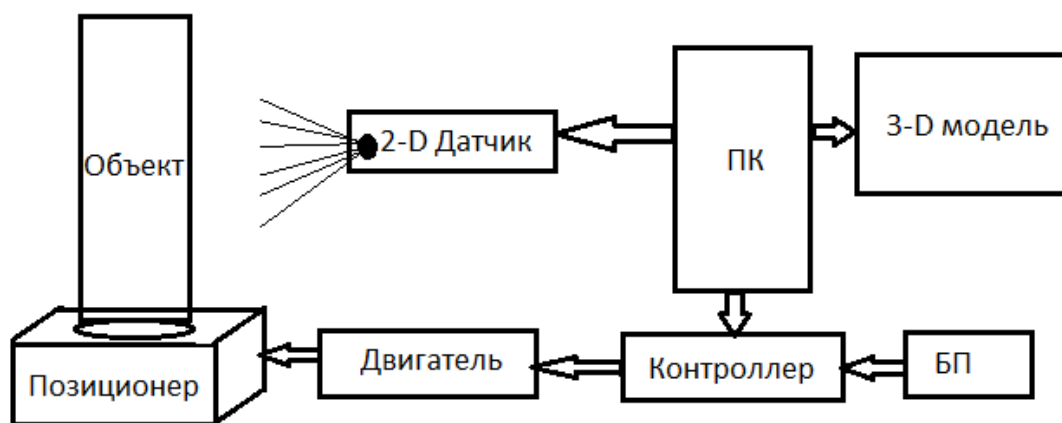 Объект
2-D Датчик
ПК
3-D модель
Позиционер
Двигатель
Контроллер
БП